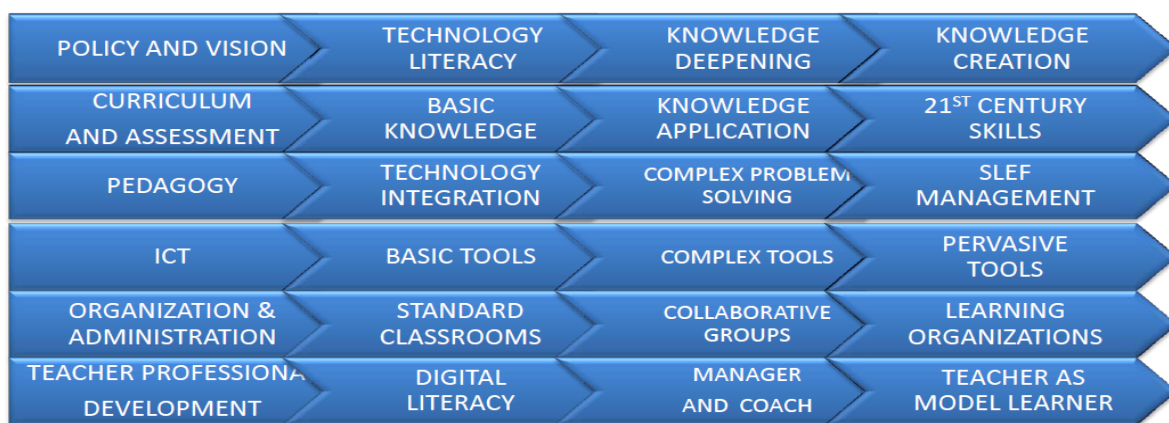 POLICY AND VISION
TECHNOLOGY
LITERACY
KNOWLEDGE
DEEPENING
KNOWLEDGE
CREATION
CURRICULUM
AND ASSESSMENT
BASIC
KNOWLEDGE
KNOWLEDGE
APPLICATION
21ST CENTURY
SKILLS
PEDAGOGY
TECHNOLOGY
INTEGRATION
COMPLEX PROBLEM
SOLVING
SLEF
MANAGEMENT
ICT
BASIC TOOLS
COMPLEX TOOLS
PERVASIVE
TOOLS
ORGANIZATION &
ADMINISTRATION
STANDARD
CLASSROOMS
COLLABORATIVE
GROUPS
LEARNING
ORGANIZATIONS
TEACHER PROFESSIONA
DEVELOPMENT
DIGITAL
LITERACY
MANAGER
AND COACH
TEACHER AS
MODEL LEARNER